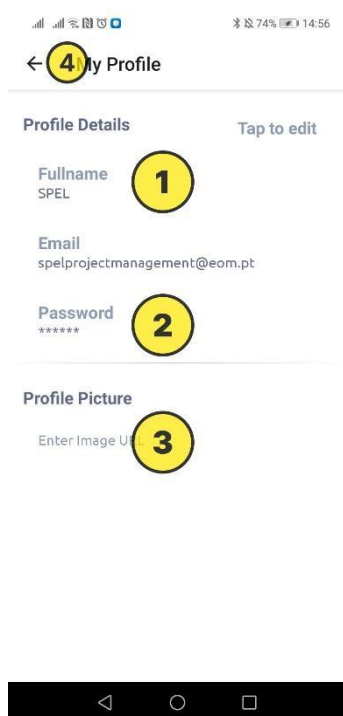 74% 14:56
4 My Profile
Profile Details Tap to edit
Fullname
SPEL
1
Email
spelprojectmanagement@eom.pt
Password
******
2
Profile Picture
Enter Image URL
3